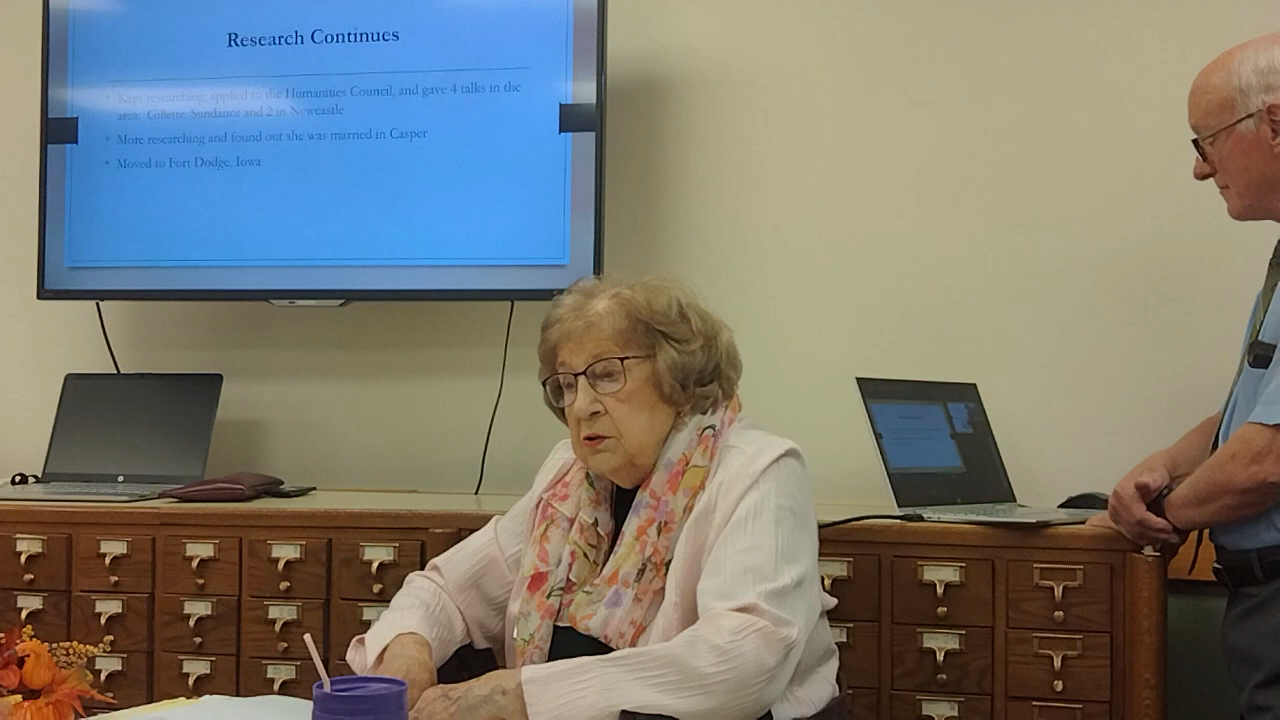 Research Continues
Kept researching, applied to the Humanities Council, and gave 4 talks in the
area: Gillette, Sundance and 2 in Newcastle
More researching and found out she was married in Casper
Moved to Fort Dodge, Iowa